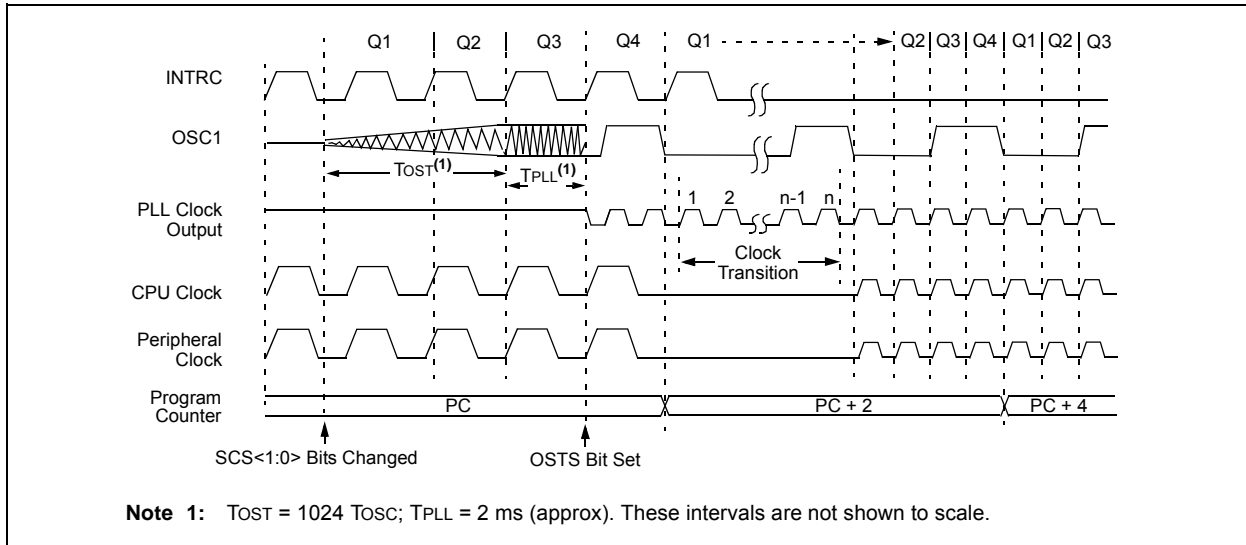 Q1 Q2 Q3 Q4 Q1 Q2 Q3 Q4 Q1 Q2 Q3
INTRC
OSC1
TOST(1) TPLL(1)
1 2 n-1 n
PLL Clock
Output
Clock
Transition
CPU Clock
Peripheral
Clock
Program
Counter
PC PC + 2 PC + 4
SCS<1:0> Bits Changed OSTS Bit Set
Note 1: TOST = 1024 TOSC; TPLL = 2 ms (approx). These intervals are not shown to scale.